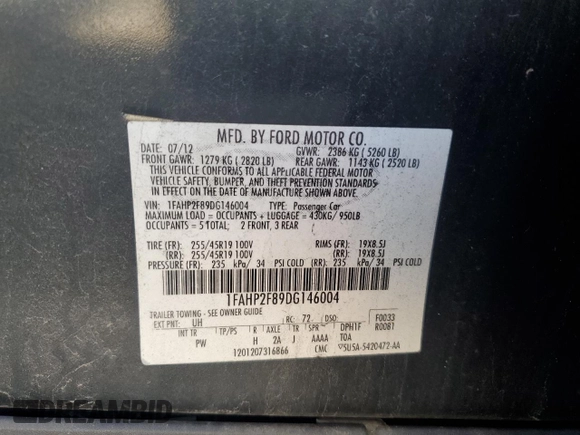 MFD. BY FORD MOTOR CO.
DATE: 07/12 GVWR: 2386 KG ( 5260 LB)
FRONT GAWR: 1279 KG ( 2820 LB) REAR GAWR: 1143 KG ( 2520 LB)
THIS VEHICLE CONFORMS TO ALL APPLICABLE FEDERAL MOTOR
VEHICLE SAFETY, BUMPER, AND THEFT PREVENTION STANDARDS
IN EFFECT ON THE DATE OF MANUFACTURE SHOWN ABOVE.
VIN: 1FAHP2F89DG146004 TYPE: Passenger Car
MAXIMUM LOAD = OCCUPANTS + LUGGAGE = 430KG/ 950LB
OCCUPANTS = 5 TOTAL: 2 FRONT, 3 REAR
TIRE (FR): 255/45R19 100V RIMS (FR): 19X8.5J
(RR): 255/45R19 100V (RR): 19X8.5J
PRESSURE (FR): 235 kPa/ 34 PSI COLD (RR): 235 kPa/ 34 PSI COLD
1FAHP2F89DG146004
TRAILER TOWING - SEE OWNER GUIDE
EXT PNT: UH RC: 72 DSO: F0033
R0081
INT TR TP/PS R AXLE TR SPR DPH1F
PW H 2A J AAAA TOA
1201207316866 CMC 5U5A-5420472-AA
DREAMBID